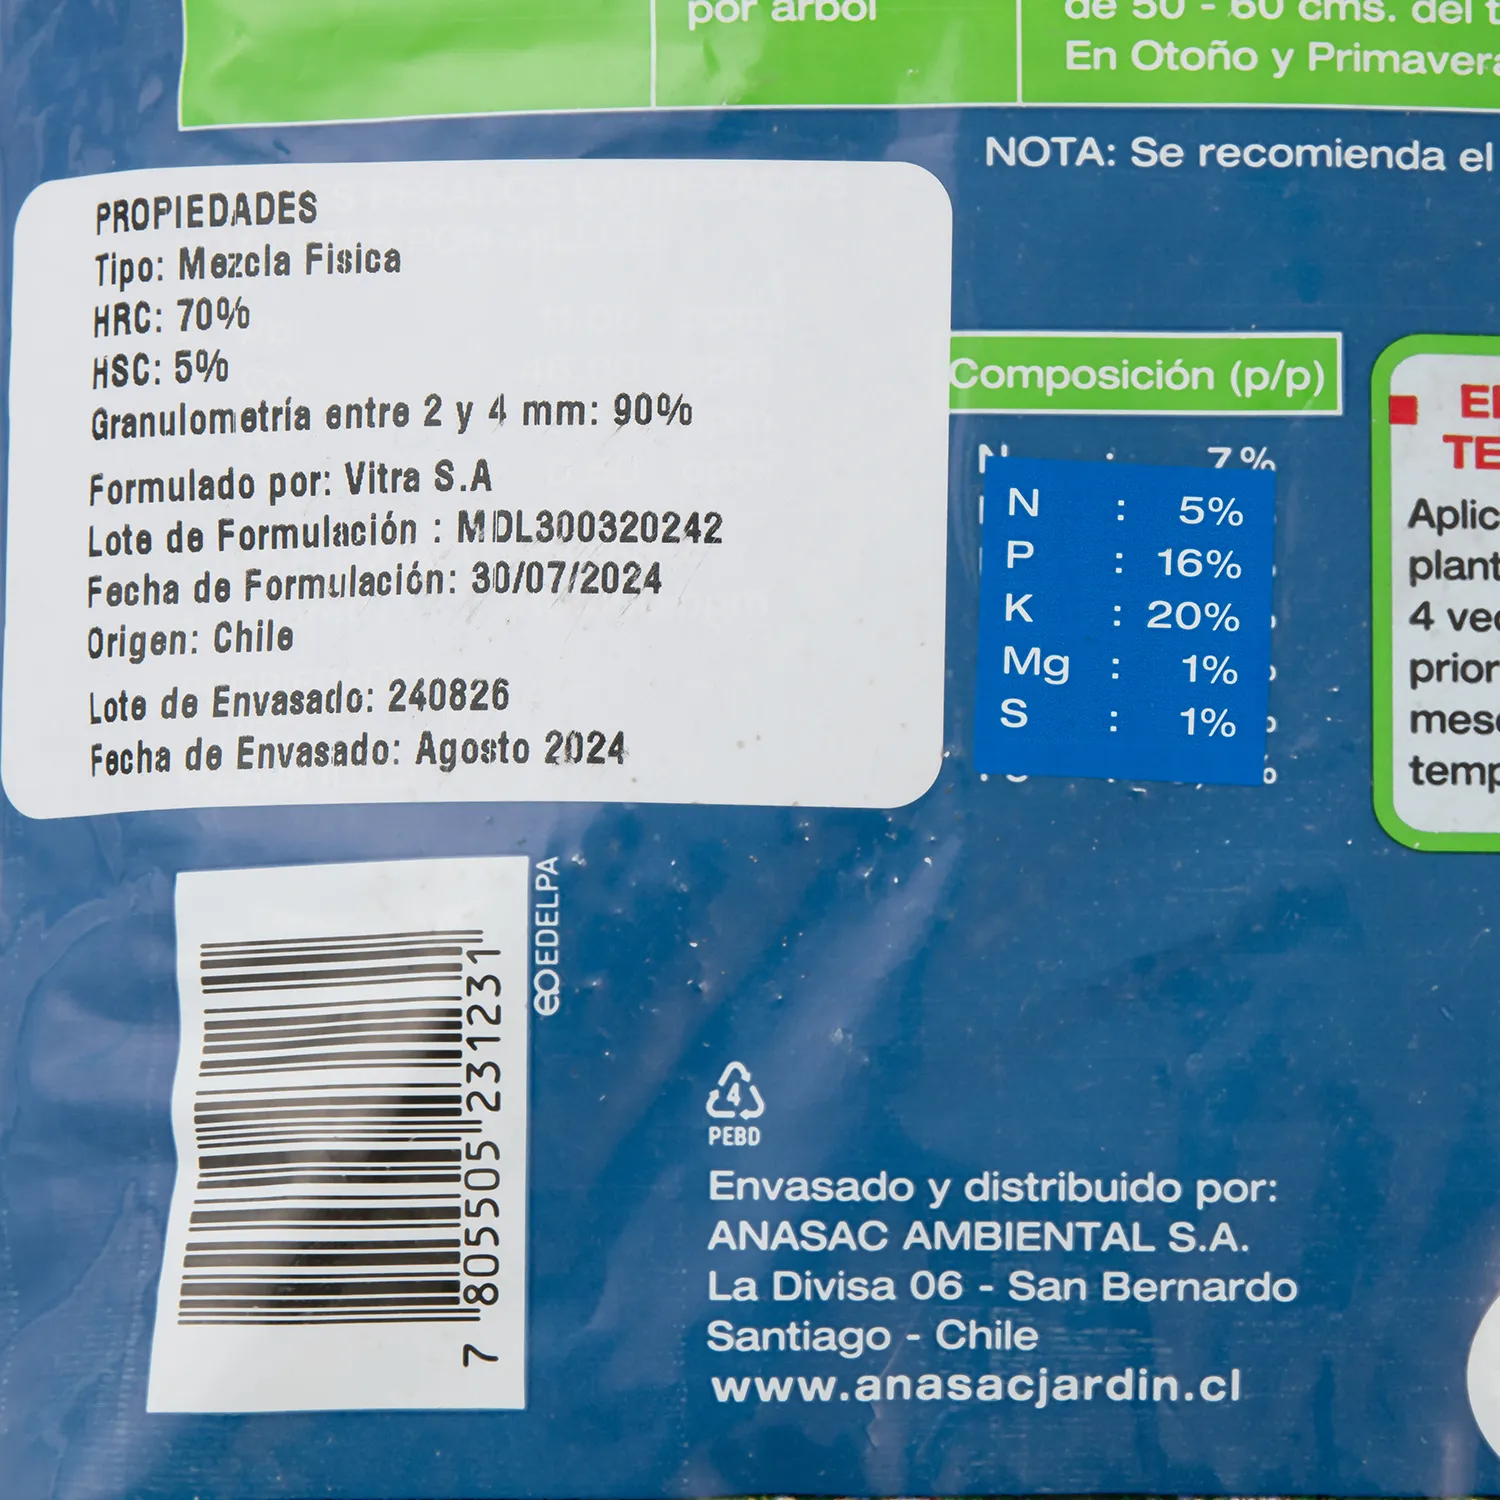 por árbol
de 50 - 60 cms. del
En Otoño y Primavera
NOTA: Se recomienda el
PROPIEDADES
Tipo: Mezcla Fisica
HRC: 70%
HSC: 5%
Granulometría entre 2 y 4 mm: 90%
Formulado por: Vitra S.A
Lote de Formulación : MDL300320242
Fecha de Formulación: 30/07/2024
Origen: Chile
Lote de Envasado: 240826
Fecha de Envasado: Agosto 2024
Composición (p/p)
N : 7%
N : 5%
P : 16%
K : 20%
Mg : 1%
S : 1%
TE
Aplic
plant
4 vec
prior
mese
temp
EDELPA
7 805505 231231
4
PEBD
Envasado y distribuido por:
ANASAC AMBIENTAL S.A.
La Divisa 06 - San Bernardo
Santiago - Chile
www.anasacjardin.cl